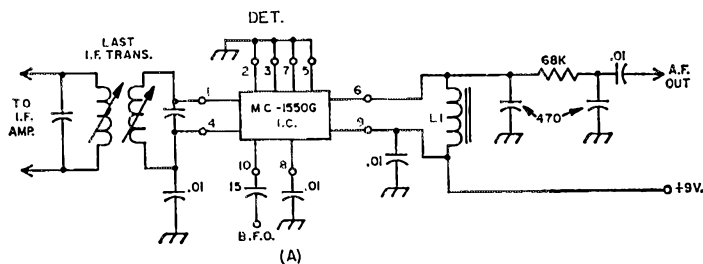 DET.
LAST
I.F. TRANS.
TO
I.F.
AMP.
2 3 7 5
1
4
MC-1550G
I.C.
6
9
10
8
15
.01
.01
B.F.O.
.01
L1
68K
.01
A.F.
OUT
470
+9V.
(A)